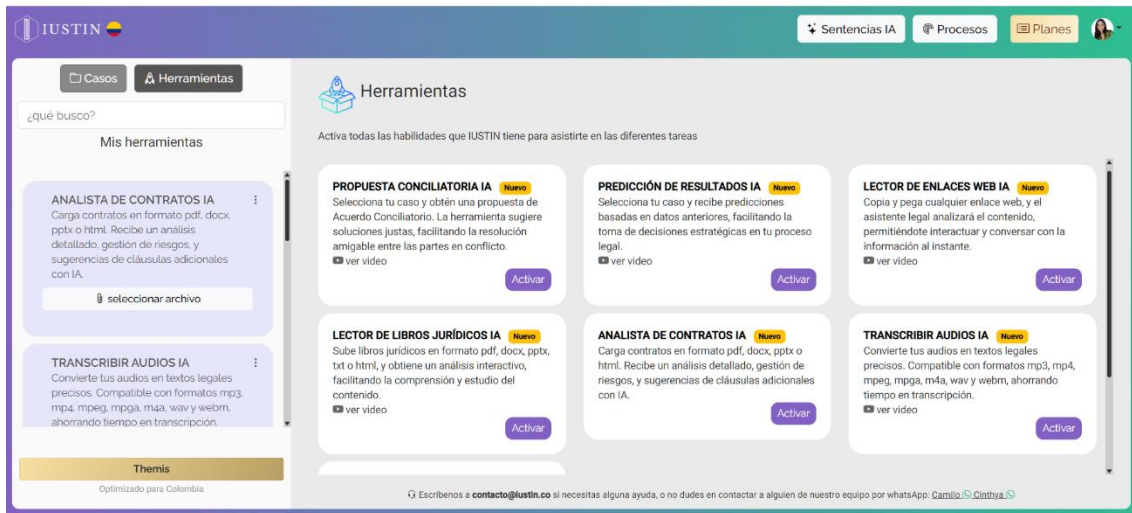 IUSTIN
Sentencias IA
Procesos
Planes
Casos
Herramientas
¿qué busco?
Mis herramientas
ANALISTA DE CONTRATOS IA
Carga contratos en formato pdf, docx,
pptx o html. Recibe un análisis
detallado, gestión de riesgos, y
sugerencias de cláusulas adicionales
con IA.
seleccionar archivo
TRANSCRIBIR AUDIOS IA
Convierte tus audios en textos legales
precisos. Compatible con formatos mp3,
mp4, mpeg, mpga, m4a, wav y webm,
ahorrando tiempo en transcripción.
Themis
Optimizado para Colombia
Herramientas
Activa todas las habilidades que IUSTIN tiene para asistirte en las diferentes tareas
PROPUESTA CONCILIATORIA IA Nuevo
Selecciona tu caso y obtén una propuesta de
Acuerdo Conciliatorio. La herramienta sugiere
soluciones justas, facilitando la resolución
amigable entre las partes en conflicto.
ver video
Activar
PREDICCIÓN DE RESULTADOS IA Nuevo
Selecciona tu caso y recibe predicciones
basadas en datos anteriores, facilitando la
toma de decisiones estratégicas en tu proceso
legal.
ver video
Activar
LECTOR DE ENLACES WEB IA Nuevo
Copia y pega cualquier enlace web, y el
asistente legal analizará el contenido,
permitiéndote interactuar y conversar con la
información al instante.
ver video
Activar
LECTOR DE LIBROS JURÍDICOS IA Nuevo
Sube libros jurídicos en formato pdf, docx, pptx,
txt o html, y obtiene un análisis interactivo,
facilitando la comprensión y estudio del
contenido.
ver video
Activar
ANALISTA DE CONTRATOS IA Nuevo
Carga contratos en formato pdf, docx, pptx o
html. Recibe un análisis detallado, gestión de
riesgos, y sugerencias de cláusulas adicionales
con IA.
Activar
TRANSCRIBIR AUDIOS IA Nuevo
Convierte tus audios en textos legales
precisos. Compatible con formatos mp3, mp4,
mpeg, mpga, m4a, wav y webm, ahorrando
tiempo en transcripción.
ver video
Activar
Escríbenos a contacto@iustin.co si necesitas alguna ayuda, o no dudes en contactar a alguien de nuestro equipo por whatsApp: Camilo Cinthya